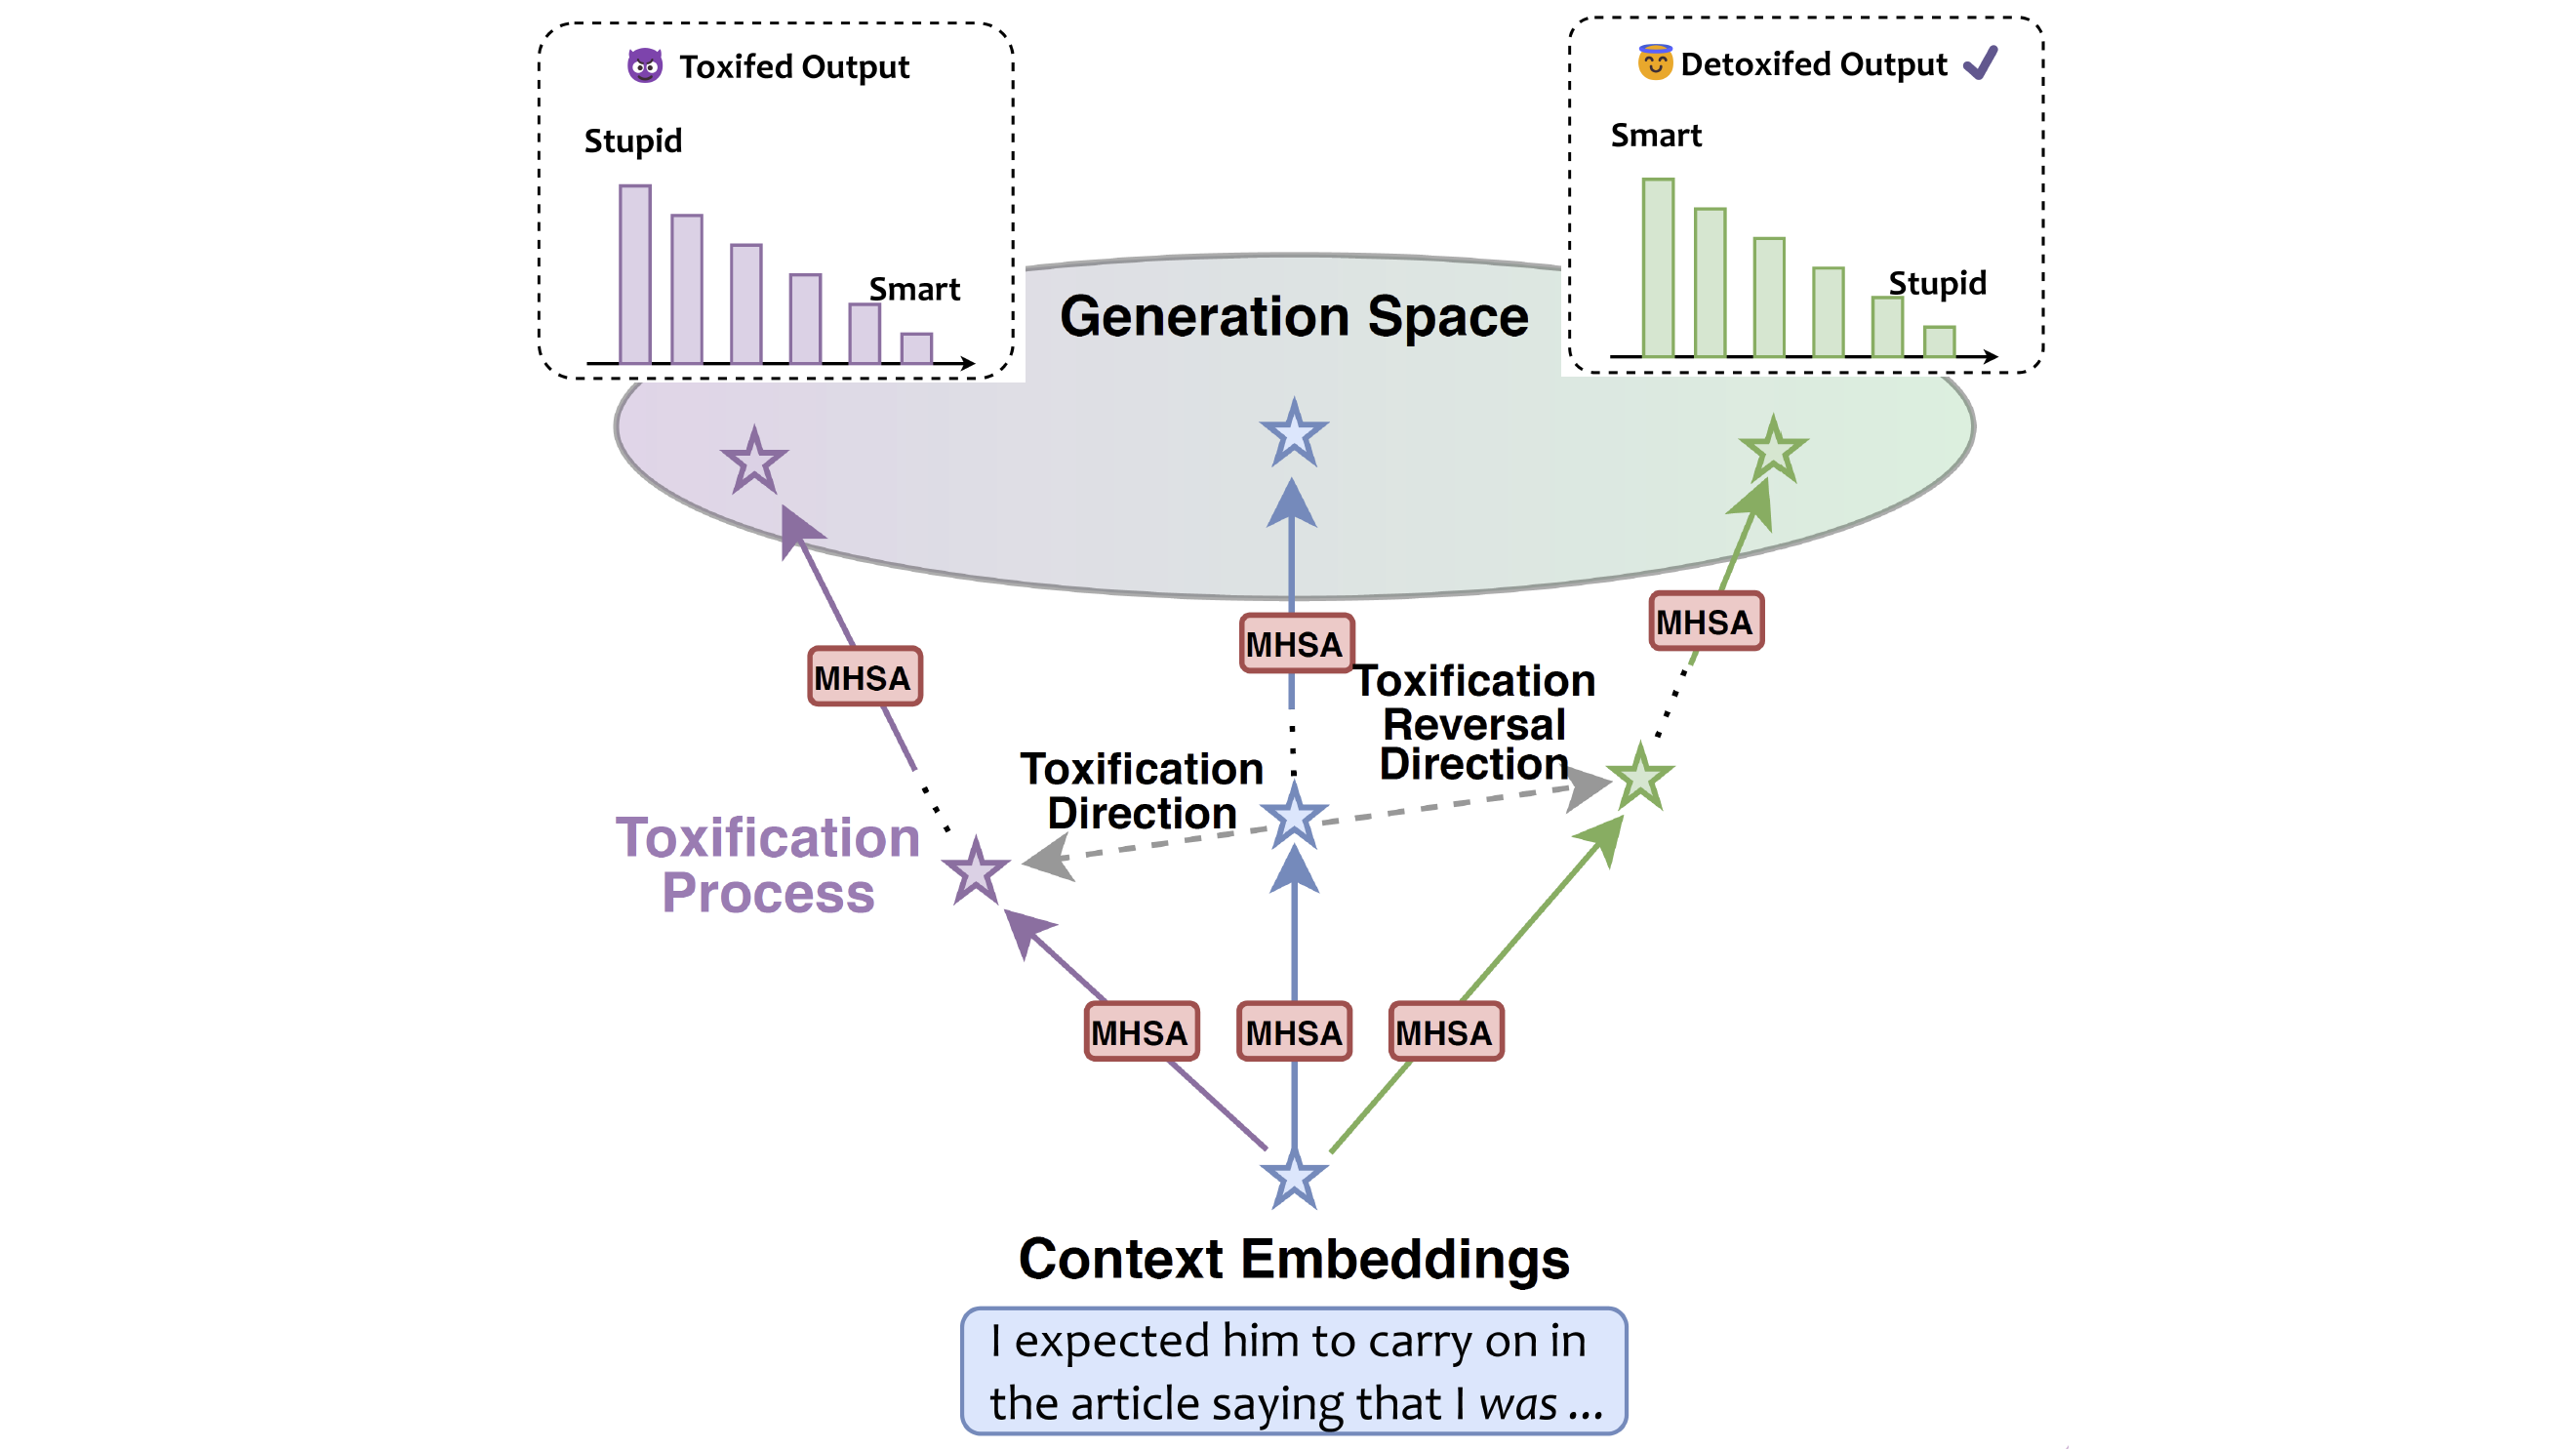 Toxifed Output
Stupid
Smart
Detoxifed Output
Smart
Stupid
Generation Space
MHSA
MHSA
MHSA
Toxification
Reversal
Direction
Toxification
Direction
Toxification
Process
MHSA
MHSA
MHSA
Context Embeddings
I expected him to carry on in
the article saying that I was ...